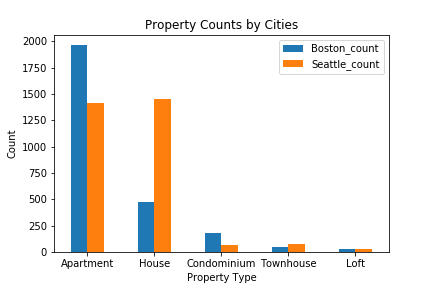 Property Counts by Cities
Boston_count
Seattle_count
2000
1750
1500
1250
1000
750
500
250
0
Count
Apartment House Condominium Townhouse Loft
Property Type